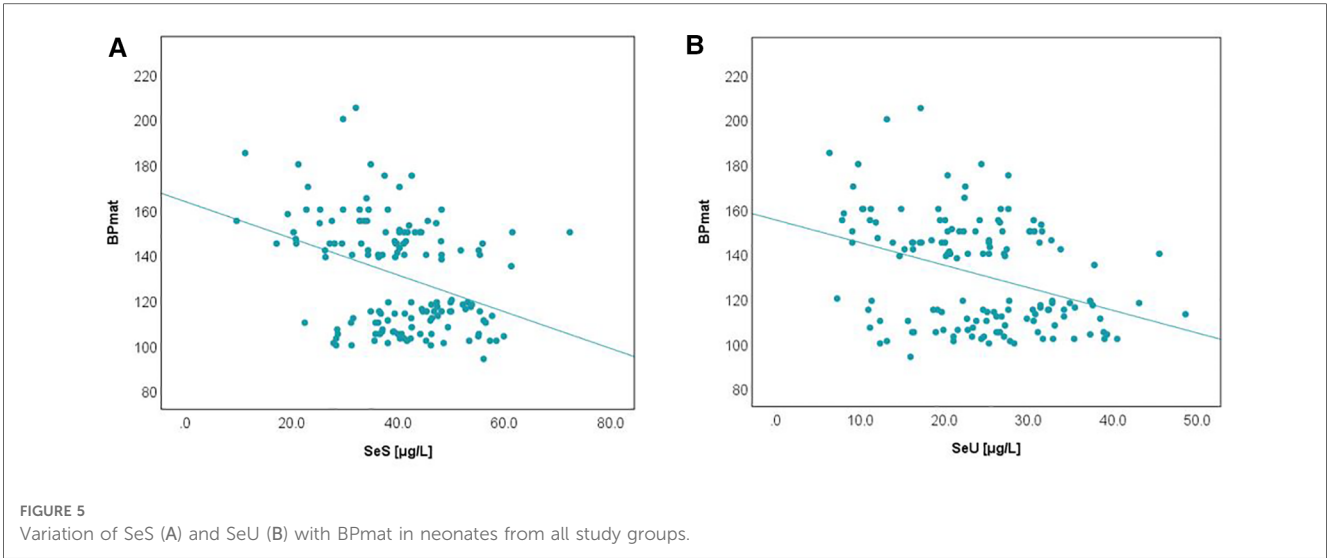 A
B
BPmat
220
200
180
160
140
120
100
80
.0 20.0 40.0 60.0 80.0
SeS [µg/L]
BPmat
220
200
180
160
140
120
100
80
.0 10.0 20.0 30.0 40.0 50.0
SeU [µg/L]
FIGURE 5
Variation of SeS (A) and SeU (B) with BPmat in neonates from all study groups.